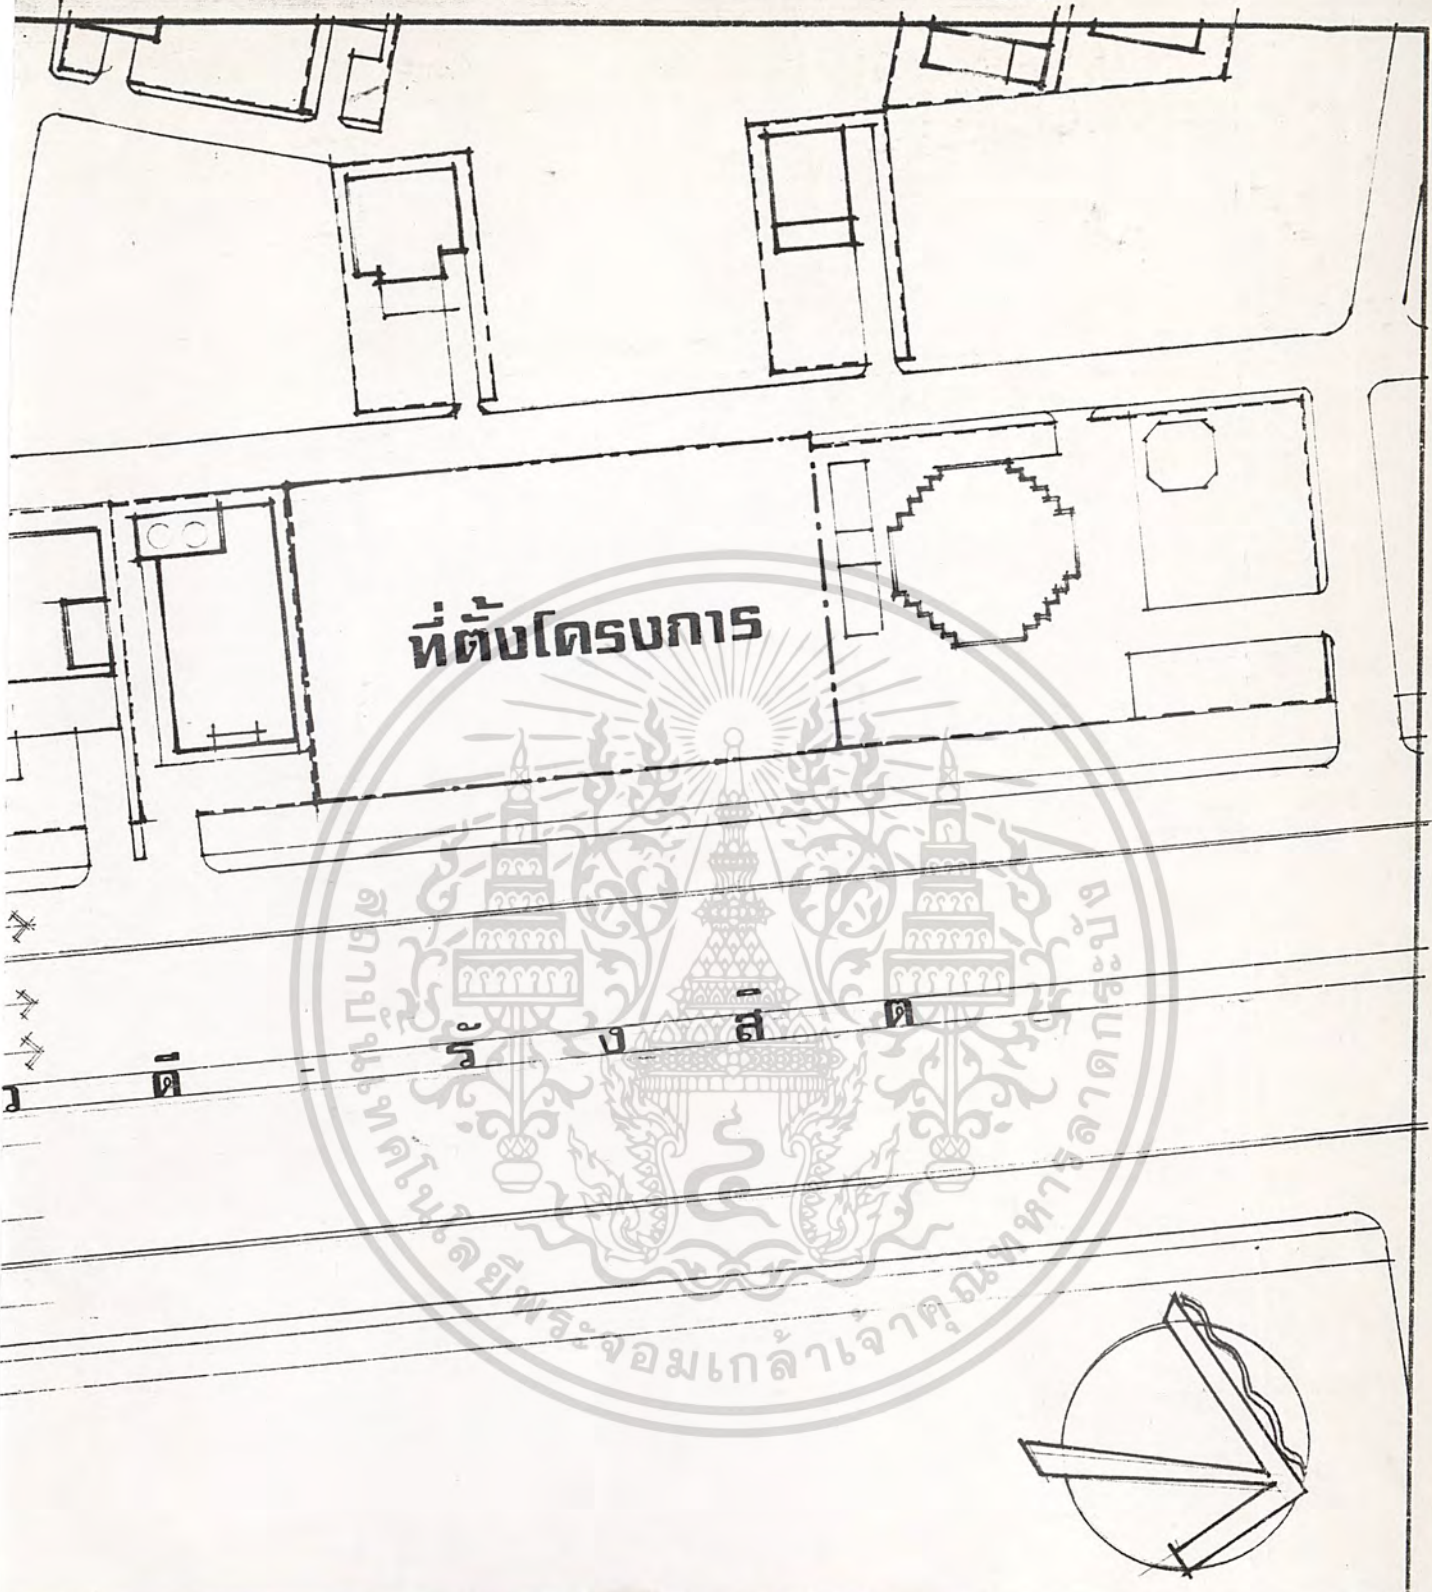 ที่ตั้งโครงการ
ว ดี - รั ง สิ ต
สถาบันเทคโนโลยีพระจอมเกล้าเจ้าคุณทหารลาดกระบัง